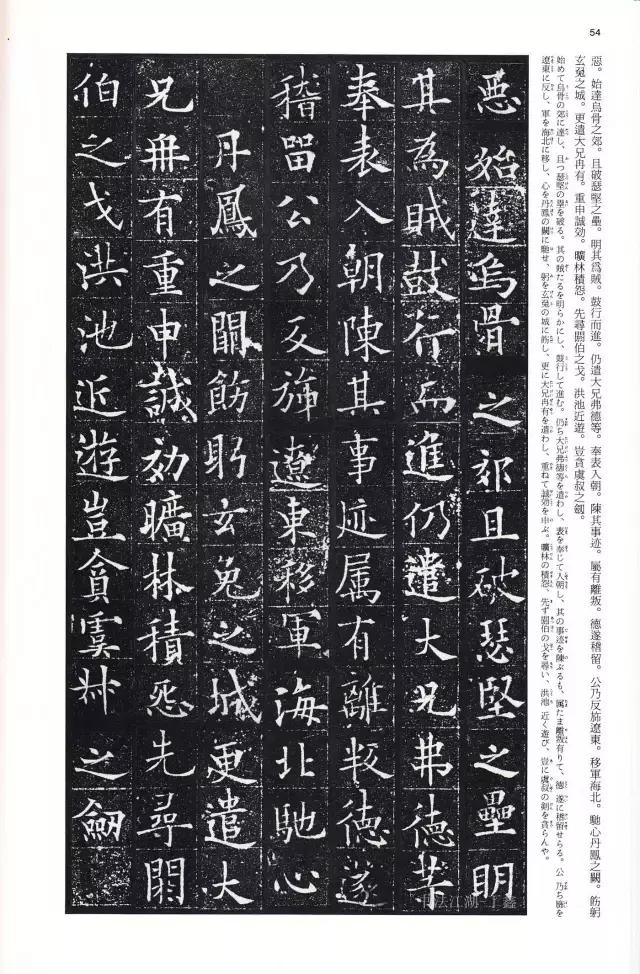 54
惡。始達烏骨之郊。且破瑟堅之壘。明其爲賊。鼓行而進。仍遣大兄弗德等。奉表入朝。陳其事迹。屬有離叛。德遂稽留。公乃反旆遼東。移軍海北。馳心丹鳳之闕。飭躬
玄兔之城。更遣大兄冉有。重申誠効。曠林積怨。先尋閼伯之戈。洪池近遊。豈貪虞叔之劔。
始めて烏骨の郊に達し、且つ瑟堅の壘を破る。其の賊たるを明らかにし、鼓行して進む。仍ち大兄弗德等を遣わし、表を奉じて入朝し、其の事迹を陳ぶるも、屬たま離叛有りて、德遂に稽留せらる。公乃ち旆を
遼東に反し、軍を海北に移し、心を丹鳳の闕に馳せ、躬を玄兔の城に飭し、更に大兄冉有を遣わし、重ねて誠効を申ぶ。曠林の積怨、先ず閼伯の戈を尋い、洪池近く遊び、豈に虞叔の劍を貪らんや。
惡始達烏骨之郊且破瑟堅之壘明
其為賊鼓行而進仍遣大兄弗德等
奉表入朝陳其事迹属有離叛德遂
稽留公乃反旆遼東移軍海北馳心
丹鳳之闕飭躬玄兔之城更遣大
兄冉有重申誠効曠林積怨先尋閼
伯之戈洪池近遊豈貪虞叔之劔
书法江湖 丁鑫